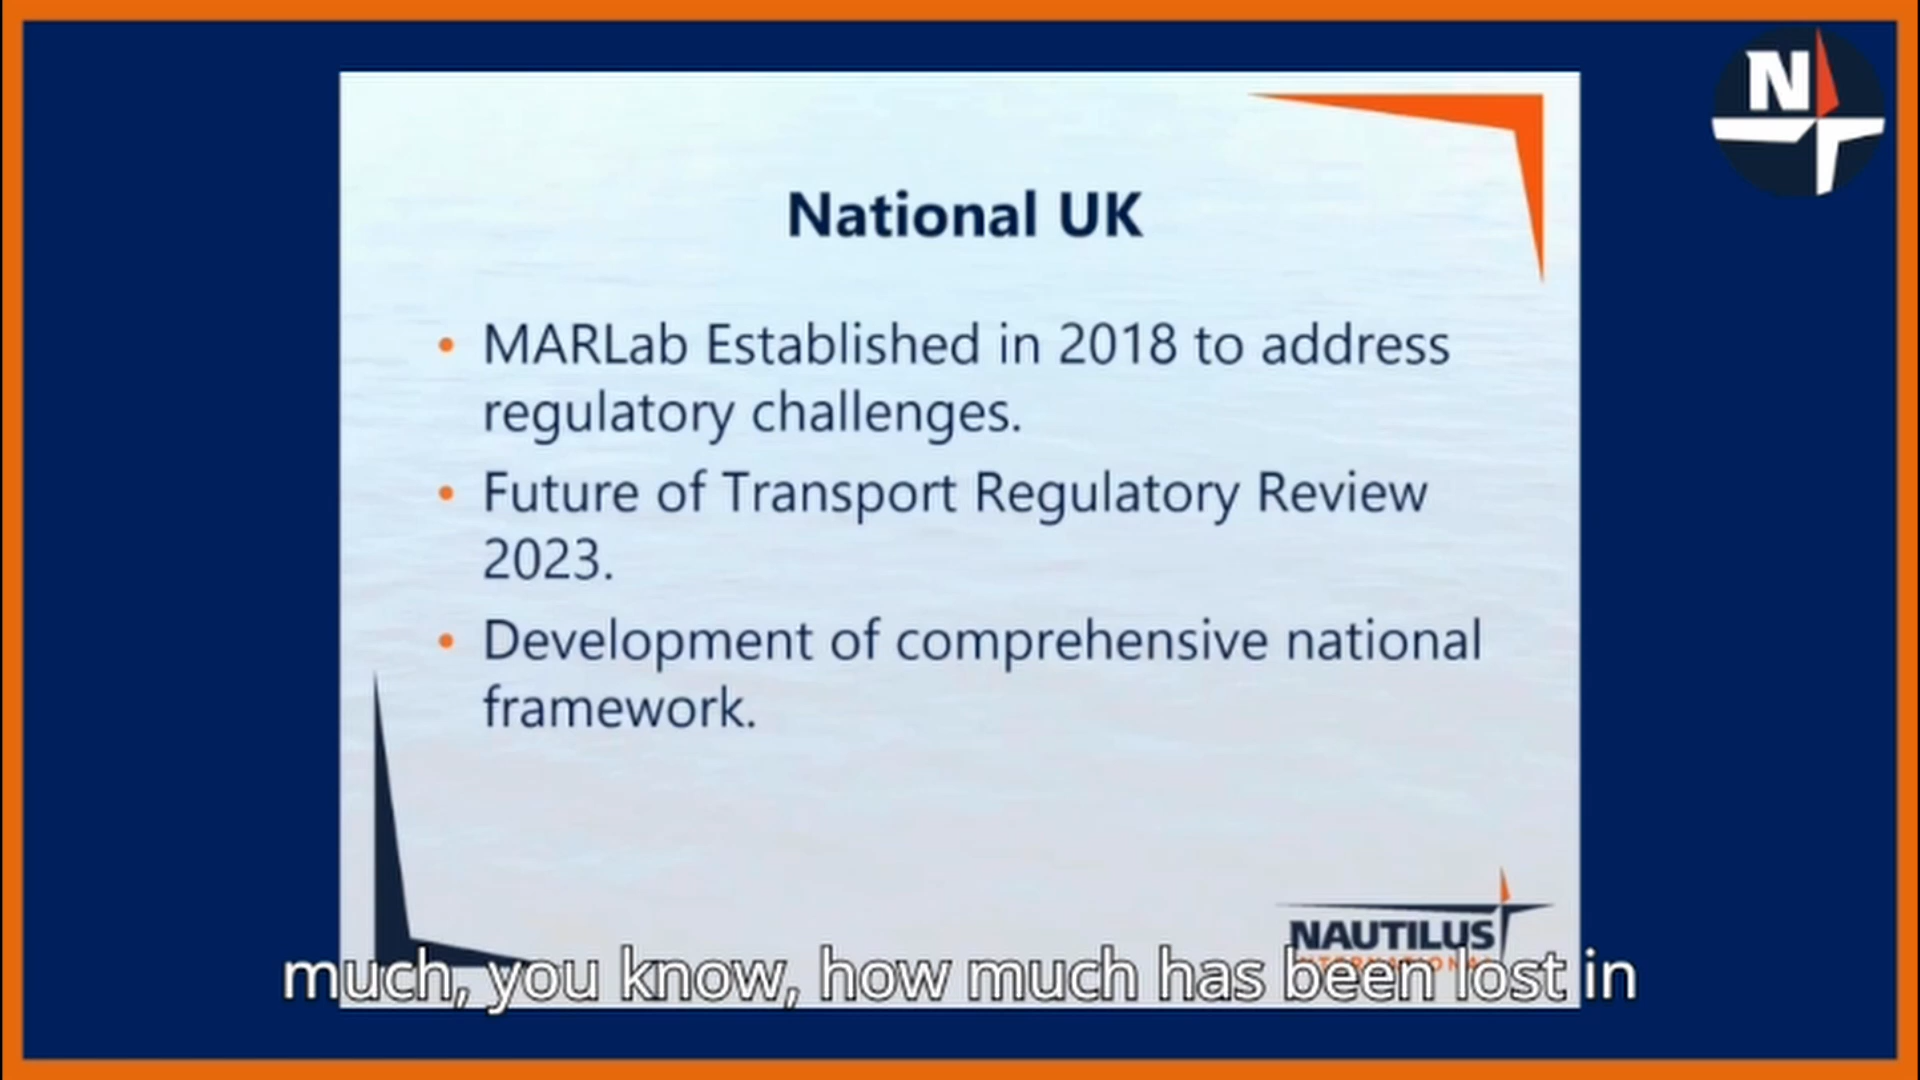 N
National UK
• MARLab Established in 2018 to address
regulatory challenges.
• Future of Transport Regulatory Review
2023.
• Development of comprehensive national
framework.
NAUTILUS
INTERNATIONAL
much, you know, how much has been lost in